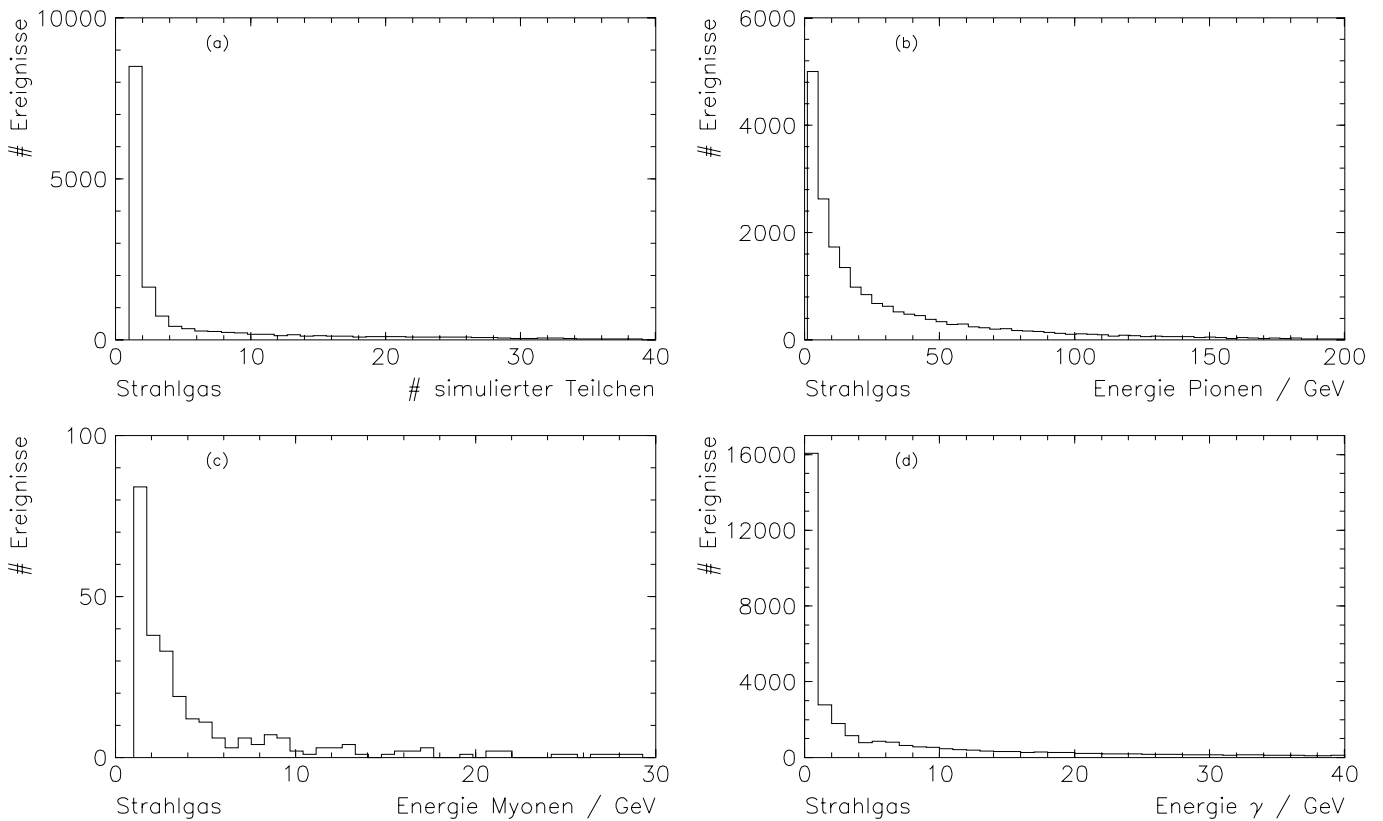 # Ereignisse
(a)
10000
5000
0
0 10 20 30 40
Strahlgas # simulierter Teilchen
# Ereignisse
(b)
6000
4000
2000
0
0 50 100 150 200
Strahlgas Energie Pionen / GeV
# Ereignisse
(c)
100
50
0
0 10 20 30
Strahlgas Energie Myonen / GeV
# Ereignisse
(d)
16000
12000
8000
4000
0
0 10 20 30 40
Strahlgas Energie γ / GeV